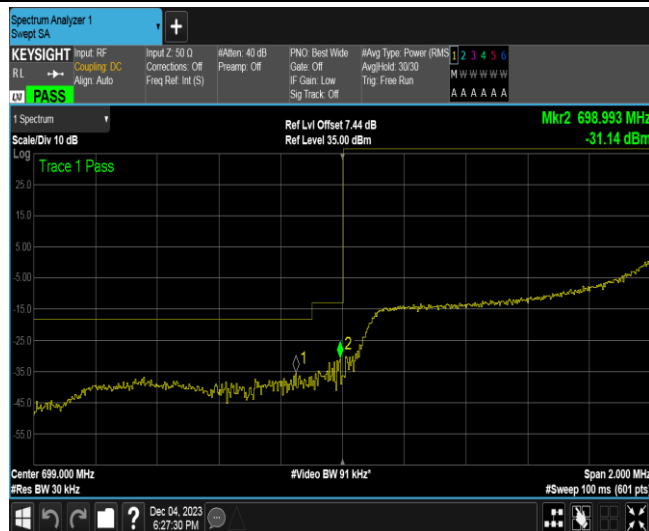 Spectrum Analyzer 1
Swept SA
+
KEYSIGHT
RL
LXI PASS
Input: RF
Coupling: DC
Align: Auto
Input Z: 50 Ω
Corrections: Off
Freq Ref: Int (S)
#Atten: 40 dB
Preamp: Off
PNO: Best Wide
Gate: Off
IF Gain: Low
Sig Track: Off
#Avg Type: Power (RMS
Avg|Hold: 30/30
Trig: Free Run
1 2 3 4 5 6
M W W W W W
A A A A A A
1 Spectrum
Scale/Div 10 dB
Ref Lvl Offset 7.44 dB
Ref Level 35.00 dBm
Mkr2 698.993 MHz
-31.14 dBm
Log
Trace 1 Pass
25.0
15.0
5.00
-5.00
-15.0
-25.0
-35.0
-45.0
-55.0
1
2
Center 699.000 MHz
#Res BW 30 kHz
#Video BW 91 kHz*
Span 2.000 MHz
#Sweep 100 ms (601 pts)
?
Dec 04, 2023
6:27:30 PM